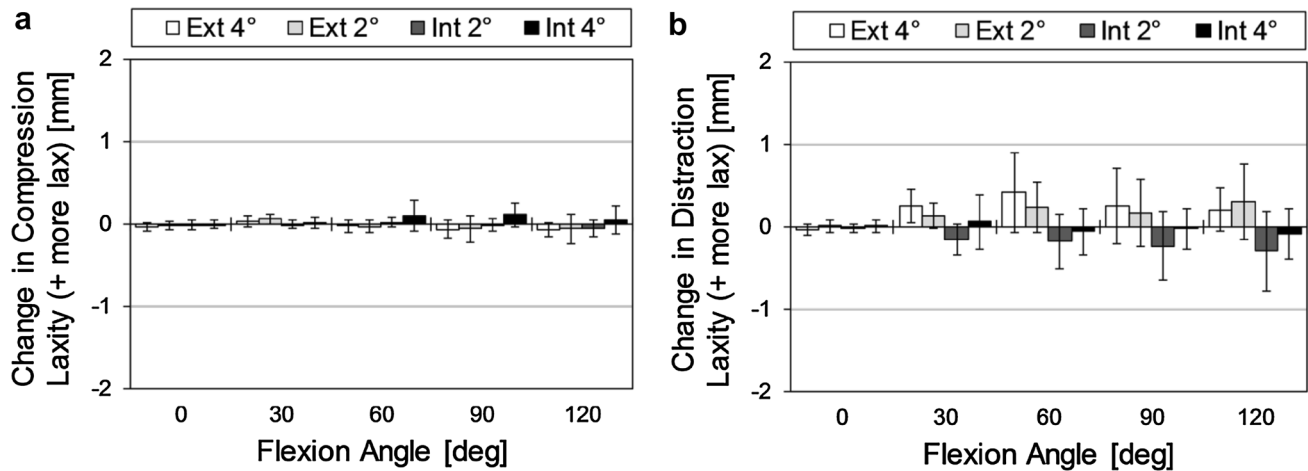 a
Ext 4° Ext 2° Int 2° Int 4°
Change in Compression
Laxity (+ more lax) [mm]
2
1
0
-1
-2
0 30 60 90 120
Flexion Angle [deg]
b
Ext 4° Ext 2° Int 2° Int 4°
Change in Distraction
Laxity (+ more lax) [mm]
2
1
0
-1
-2
0 30 60 90 120
Flexion Angle [deg]